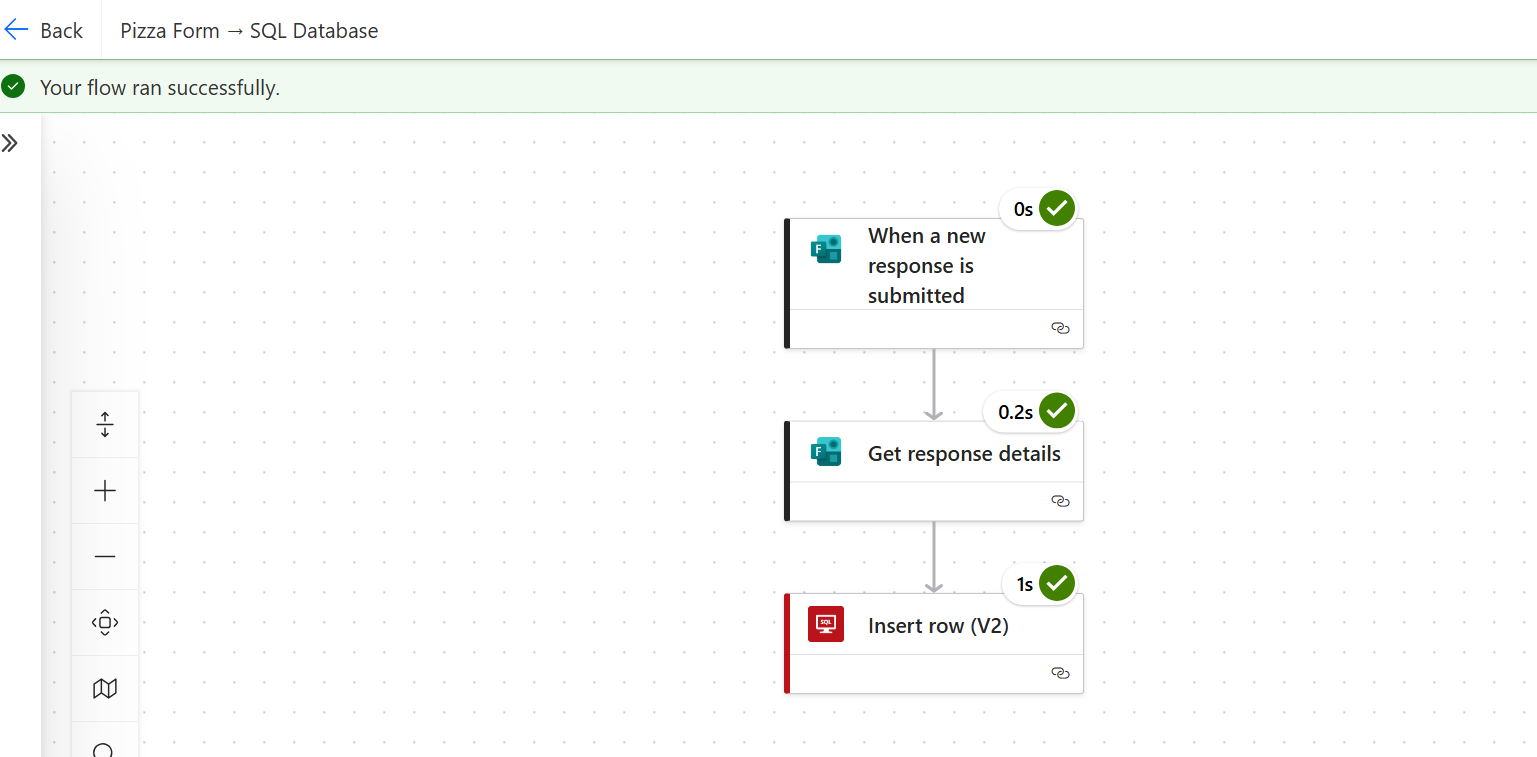 Back
Pizza Form → SQL Database
Your flow ran successfully.
0s
When a new
response is
submitted
0.2s
F
Get response details
1s
SQL
Insert row (V2)